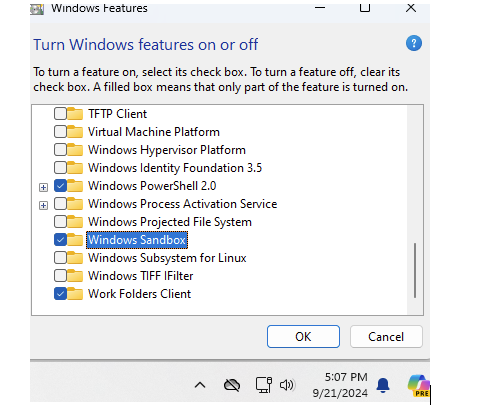 Windows Features
Turn Windows features on or off
To turn a feature on, select its check box. To turn a feature off, clear its
check box. A filled box means that only part of the feature is turned on.
TFTP Client
Virtual Machine Platform
Windows Hypervisor Platform
Windows Identity Foundation 3.5
Windows PowerShell 2.0
Windows Process Activation Service
Windows Projected File System
Windows Sandbox
Windows Subsystem for Linux
Windows TIFF IFilter
Work Folders Client
OK Cancel
5:07 PM
9/21/2024
PRE